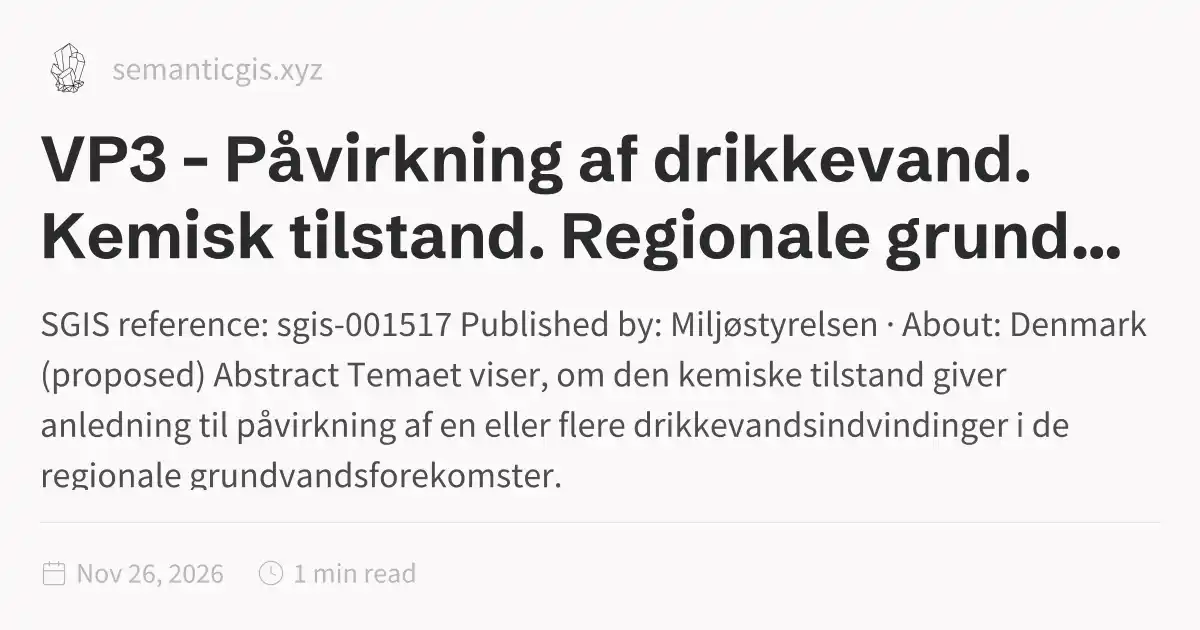 semanticgis.xyz
VP3 - Påvirkning af drikkevand.
Kemisk tilstand. Regionale grund...
SGIS reference: sgis-001517 Published by: Miljøstyrelsen · About: Denmark
(proposed) Abstract Temaet viser, om den kemiske tilstand giver
anledning til påvirkning af en eller flere drikkevandsindvindinger i de
regionale grundvandsforekomster.
Nov 26, 2026 1 min read